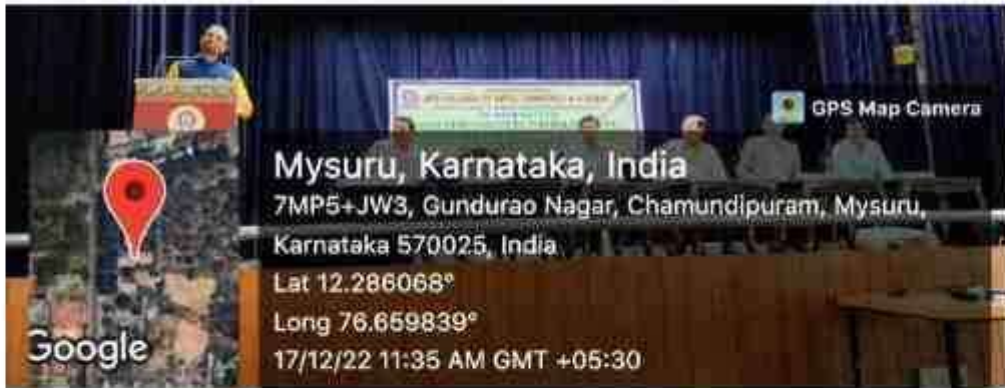 GPS Map Camera
Mysuru, Karnataka, India
7MP5+JW3, Gundurao Nagar, Chamundipuram, Mysuru,
Karnataka 570025, India
Lat 12.286068°
Long 76.659839°
17/12/22 11:35 AM GMT +05:30
Google